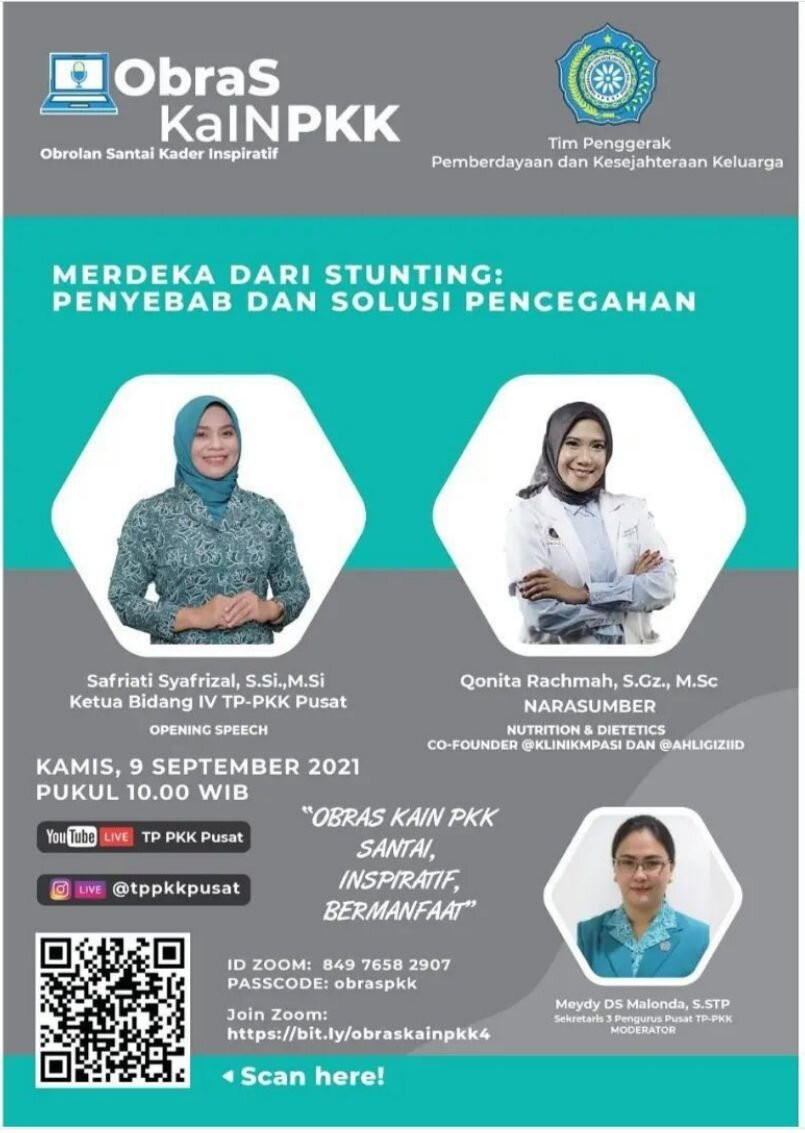 ObraS
KaINPKK
Obrolan Santai Kader Inspiratif
Tim Penggerak
Pemberdayaan dan Kesejahteraan Keluarga
MERDEKA DARI STUNTING:
PENYEBAB DAN SOLUSI PENCEGAHAN
Safriati Syafrizal, S.Si.,M.Si
Ketua Bidang IV TP-PKK Pusat
OPENING SPEECH
Qonita Rachmah, S.Gz., M.Sc
NARASUMBER
NUTRITION & DIETETICS
CO-FOUNDER @KLINIKMPASI DAN @AHLIGIZIID
KAMIS, 9 SEPTEMBER 2021
PUKUL 10.00 WIB
YouTube LIVE TP PKK Pusat
LIVE @tppkkpusat
"OBRAS KAIN PKK
SANTAI,
INSPIRATIF,
BERMANFAAT"
ID ZOOM: 849 7658 2907
PASSCODE: obraspkk
Join Zoom:
https://bit.ly/obraskainpkk4
Scan here!
Meydy DS Malonda, S.STP
Sekretaris 3 Pengurus Pusat TP-PKK
MODERATOR